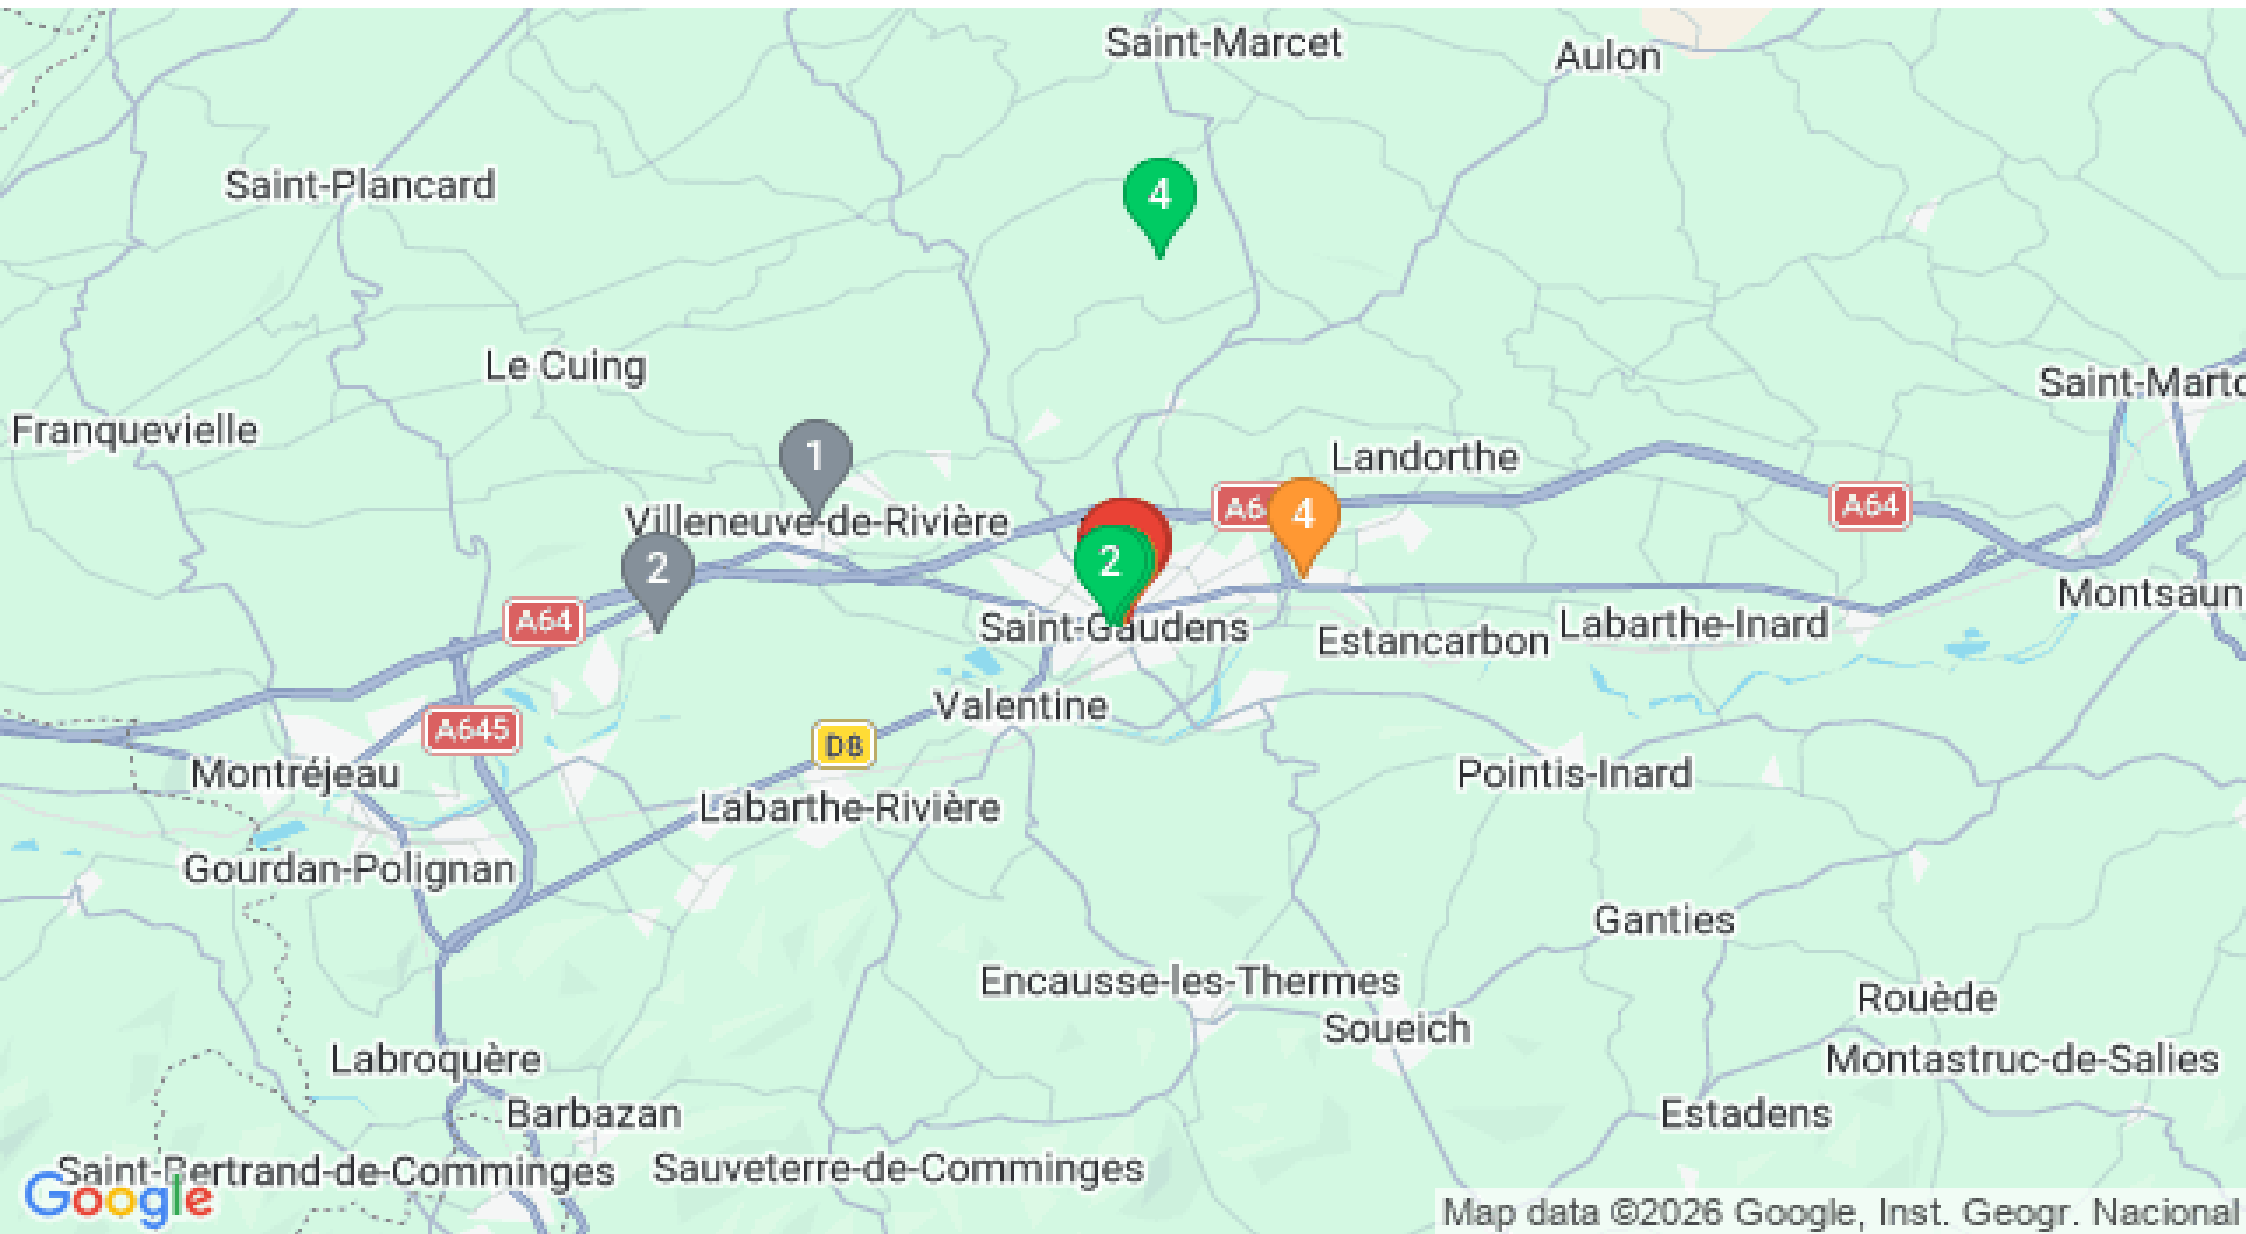 Saint-Marcet
Aulon
Saint-Plancard
4
Le Cuing
Saint-Marto
Franquevielle
1
Landorthe
A64
4
A64
Villeneuve-de-Rivière
2
2
A64
Saint-Gaudens
Estancarbon
Labarthe-Inard
Montsaun
Valentine
A645
D8
Montréjeau
Labarthe-Rivière
Pointis-Inard
Gourdan-Polignan
Ganties
Encausse-les-Thermes
Rouède
Soueich
Labroquère
Montastruc-de-Salies
Barbazan
Estadens
Saint-Bertrand-de-Comminges
Sauveterre-de-Comminges
Google
Map data ©2026 Google, Inst. Geogr. Nacional